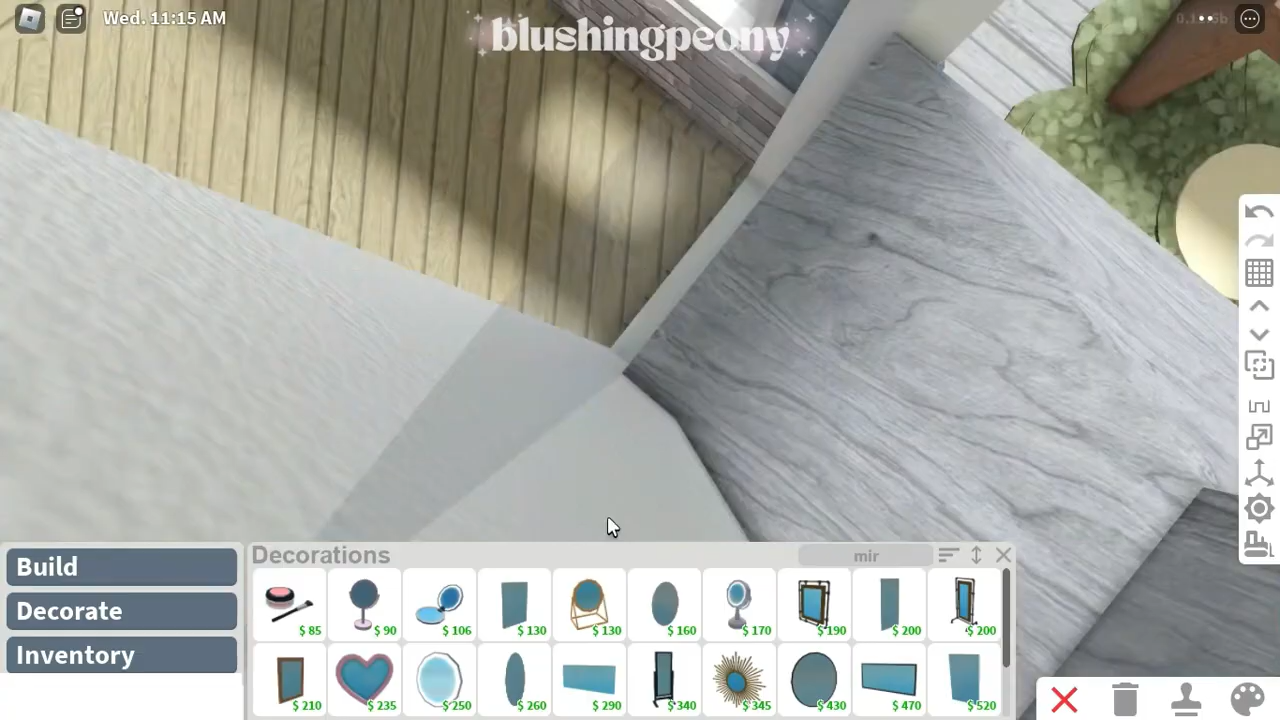 Wed. 11:15 AM
blushingpeony
Build
Decorate
Inventory
Decorations
mir
$ 85
$ 90
$ 106
$ 130
$ 130
$ 160
$ 170
$ 190
$ 200
$ 200
$ 210
$ 235
$ 250
$ 260
$ 290
$ 340
$ 345
$ 430
$ 470
$ 520